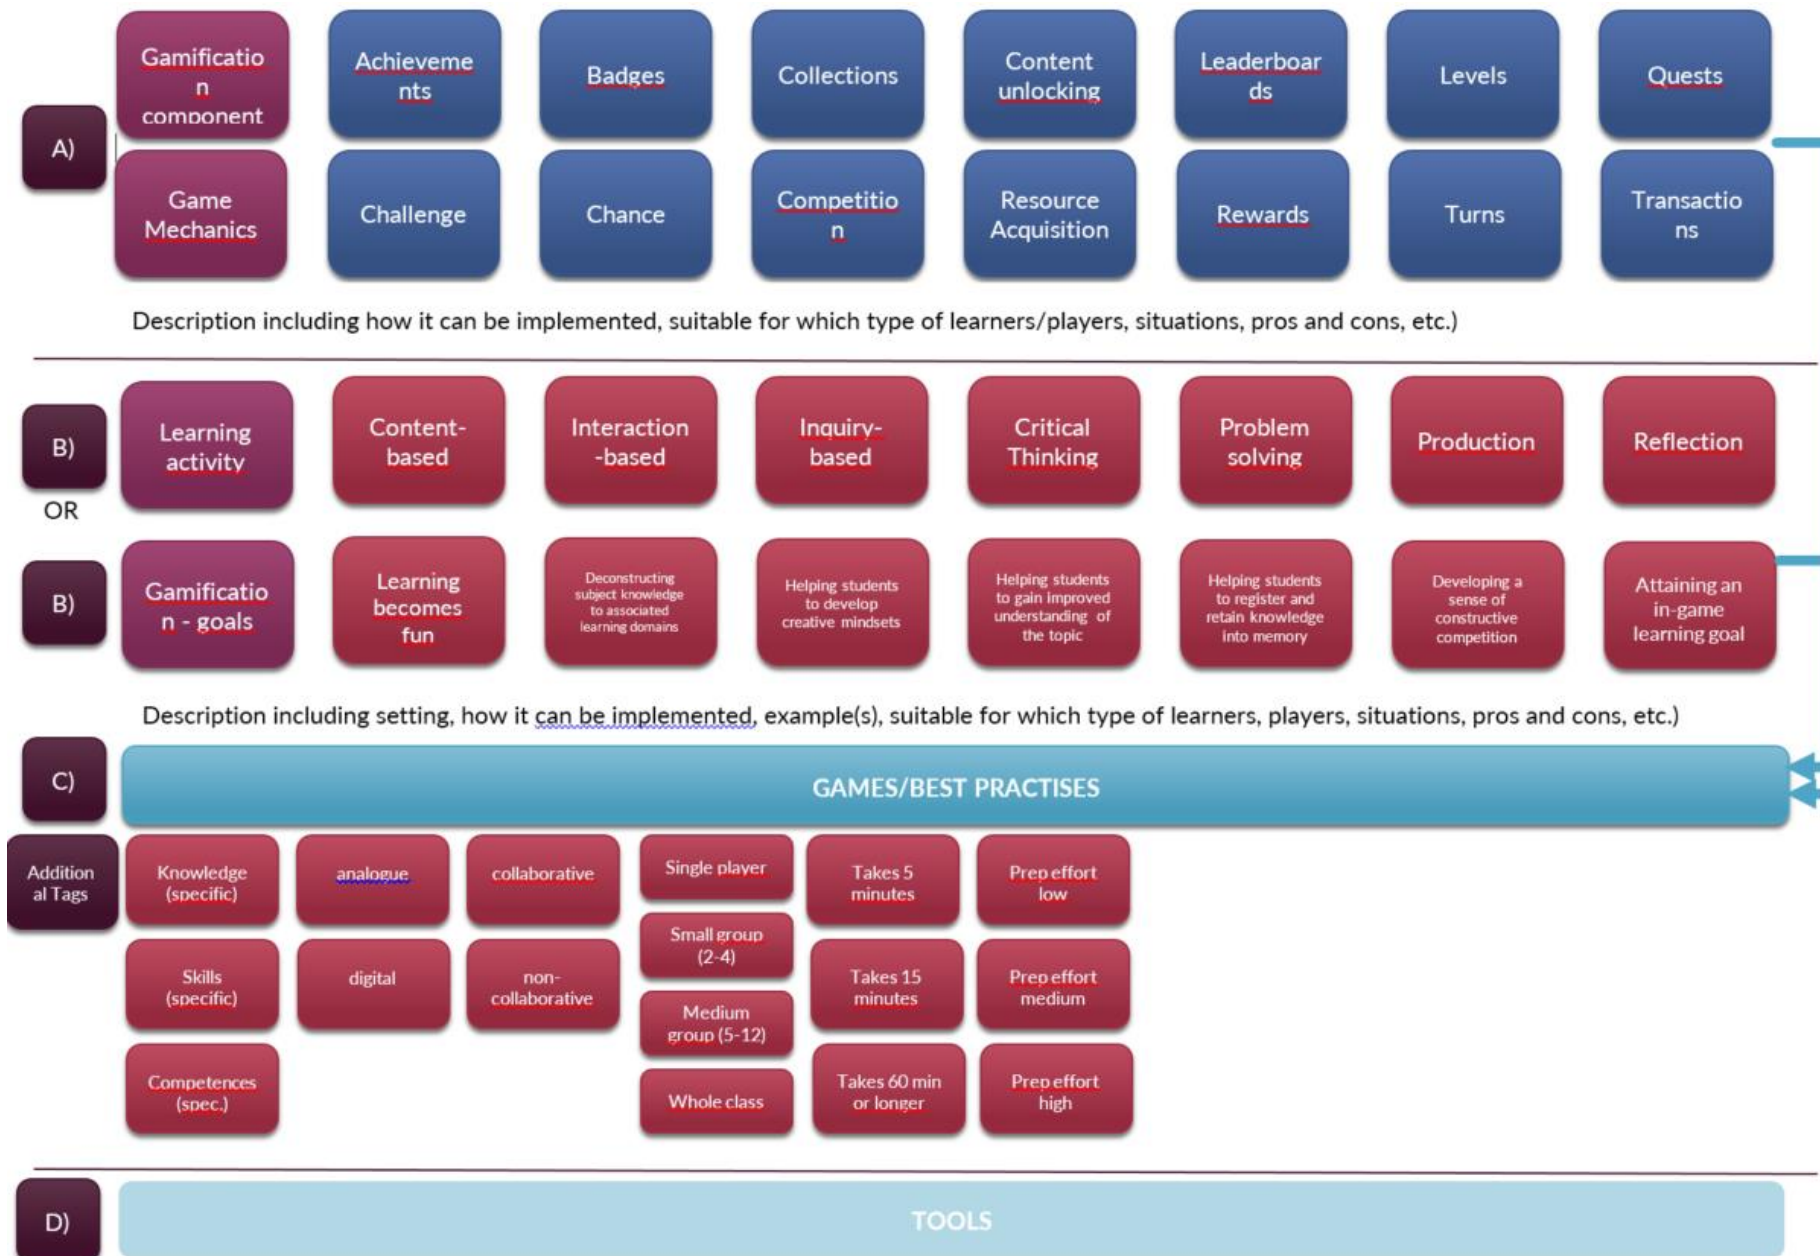 Gamificatio
n
component
Achieveme
nts
Badges
Collections
Content
unlocking
Leaderboar
ds
Levels
Quests
A)
Game
Mechanics
Challenge
Chance
Competitio
n
Resource
Acquisition
Rewards
Turns
Transactio
ns
Description including how it can be implemented, suitable for which type of learners/players, situations, pros and cons, etc.)
B)
OR
Learning
activity
Content-
based
Interaction
-based
Inquiry-
based
Critical
Thinking
Problem
solving
Production
Reflection
B)
Gamificatio
n - goals
Learning
becomes
fun
Deconstructing
subject knowledge
to associated
learning domains
Helping students
to develop
creative mindsets
Helping students
to gain improved
understanding of
the topic
Helping students
to register and
retain knowledge
into memory
Developing a
sense of
constructive
competition
Attaining an
in-game
learning goal
Description including setting, how it can be implemented, example(s), suitable for which type of learners, players, situations, pros and cons, etc.)
C)
GAMES/BEST PRACTISES
Addition
al Tags
Knowledge
(specific)
analogue
collaborative
Single player
Takes 5
minutes
Prep effort
low
Small group
(2-4)
Skills
(specific)
digital
non-
collaborative
Takes 15
minutes
Prep effort
medium
Medium
group (5-12)
Competences
(spec.)
Whole class
Takes 60 min
or longer
Prep effort
high
D)
TOOLS